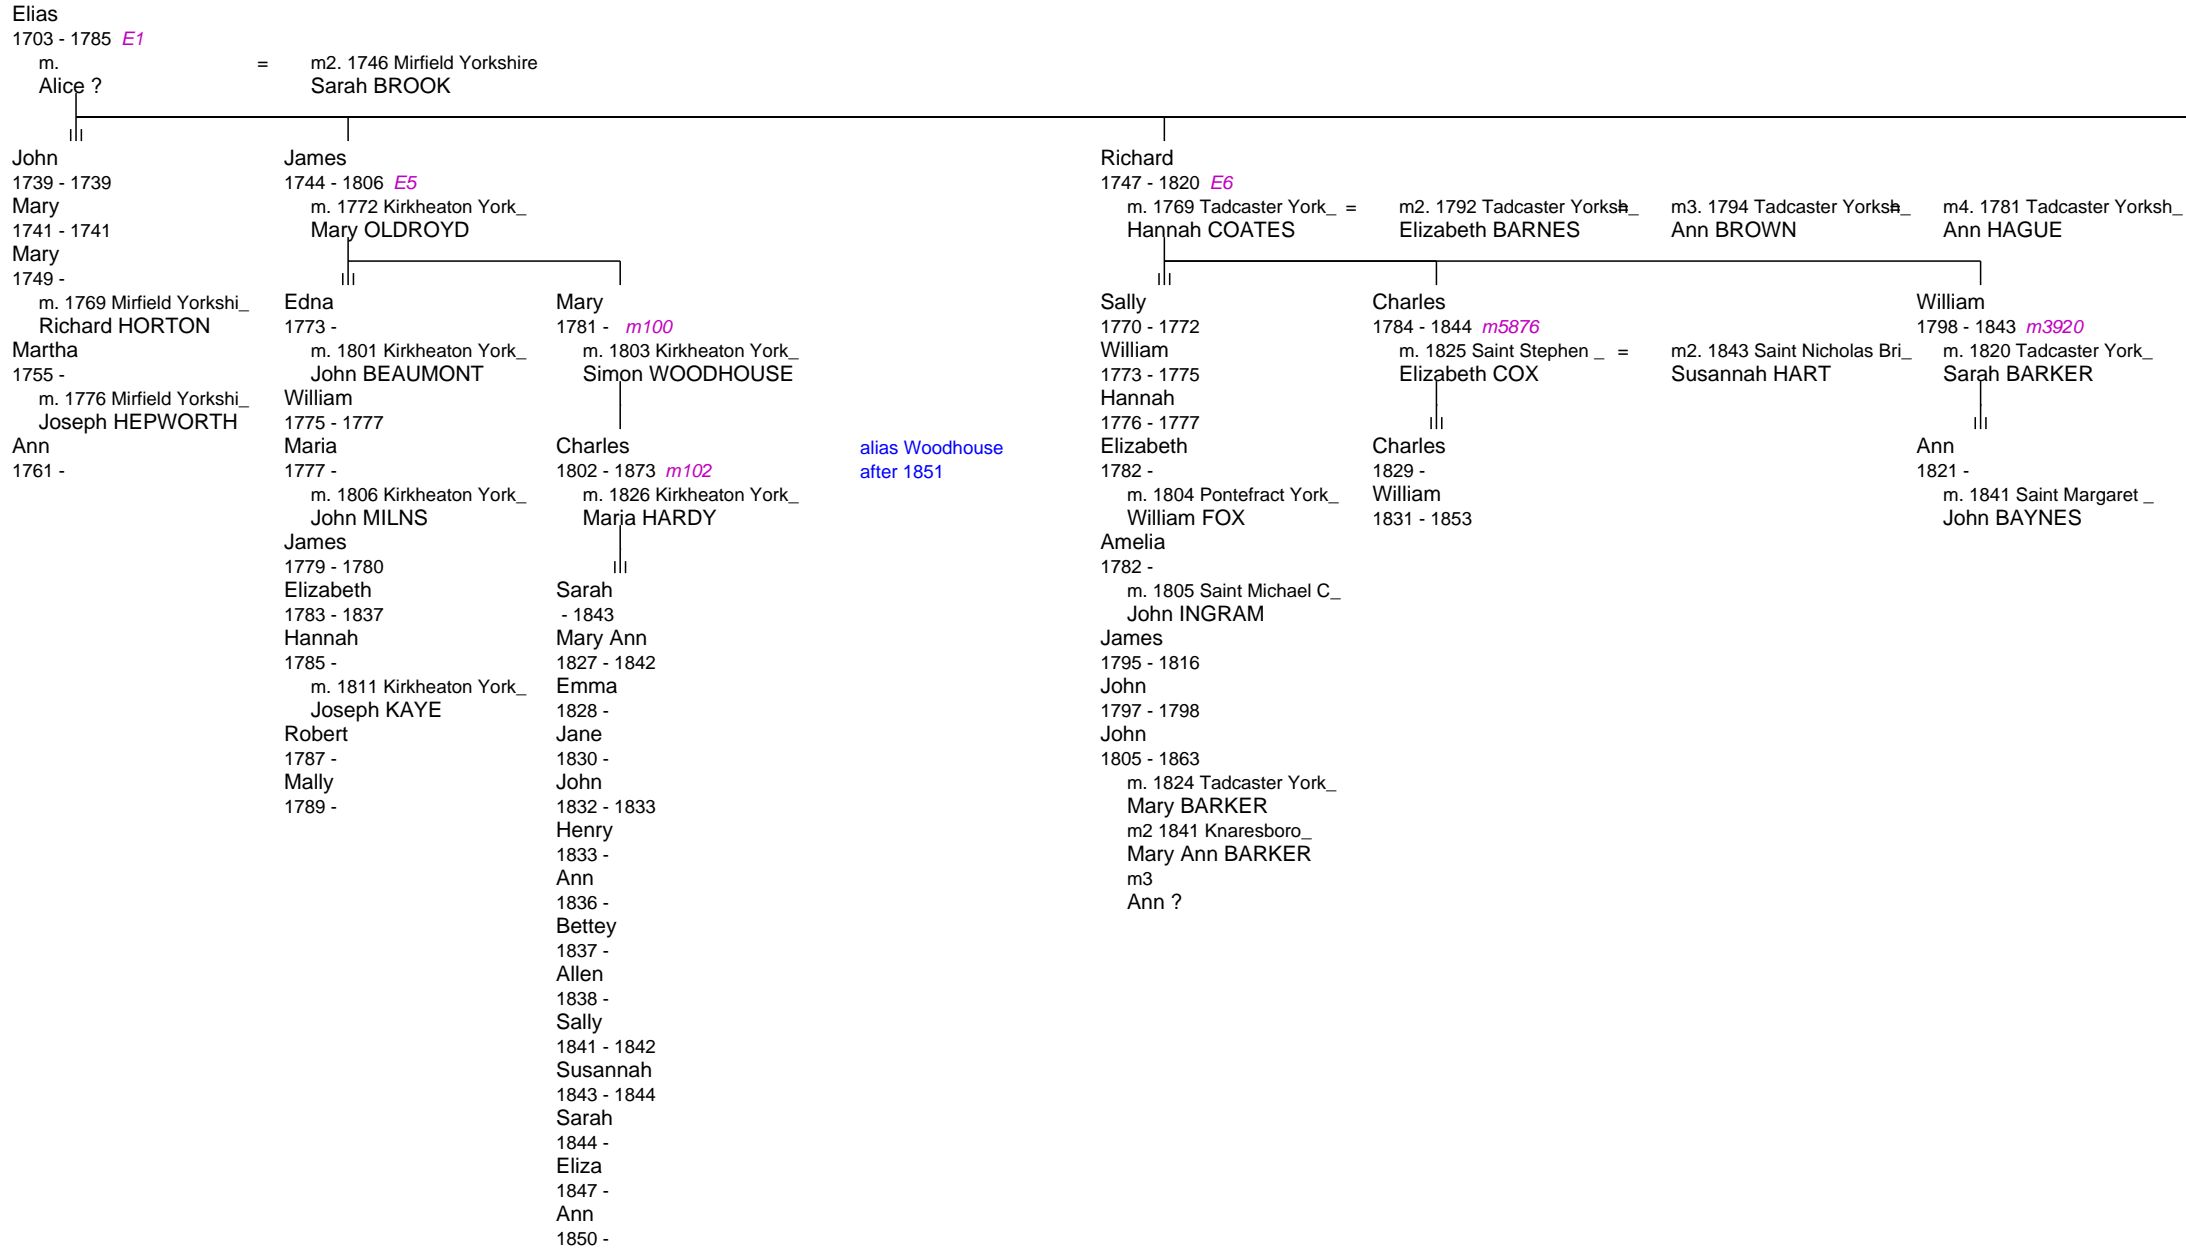 Elias
1703 - 1785 E1
m. = m2. 1746 Mirfield Yorkshire
Alice ? Sarah BROOK
John
1739 - 1739
Mary
1741 - 1741
Mary
1749 -
m. 1769 Mirfield Yorkshi_
Richard HORTON
Martha
1755 -
m. 1776 Mirfield Yorkshi_
Joseph HEPWORTH
Ann
1761 -
James
1744 - 1806 E5
m. 1772 Kirkheaton York_
Mary OLDROYD
Edna
1773 -
m. 1801 Kirkheaton York_
John BEAUMONT
William
1775 - 1777
Maria
1777 -
m. 1806 Kirkheaton York_
John MILNS
James
1779 - 1780
Elizabeth
1783 - 1837
Hannah
1785 -
m. 1811 Kirkheaton York_
Joseph KAYE
Robert
1787 -
Mally
1789 -
Mary
1781 - m100
m. 1803 Kirkheaton York_
Simon WOODHOUSE
Charles
1802 - 1873 m102
m. 1826 Kirkheaton York_
Maria HARDY
alias Woodhouse
after 1851
Sarah
- 1843
Mary Ann
1827 - 1842
Emma
1828 -
Jane
1830 -
John
1832 - 1833
Henry
1833 -
Ann
1836 -
Bettey
1837 -
Allen
1838 -
Sally
1841 - 1842
Susannah
1843 - 1844
Sarah
1844 -
Eliza
1847 -
Ann
1850 -
Richard
1747 - 1820 E6
m. 1769 Tadcaster York_ = m2. 1792 Tadcaster Yorksh_ = m3. 1794 Tadcaster Yorksh_ = m4. 1781 Tadcaster Yorksh_
Hannah COATES Elizabeth BARNES Ann BROWN Ann HAGUE
Sally
1770 - 1772
William
1773 - 1775
Hannah
1776 - 1777
Elizabeth
1782 -
m. 1804 Pontefract York_
William FOX
Amelia
1782 -
m. 1805 Saint Michael C_
John INGRAM
James
1795 - 1816
John
1797 - 1798
John
1805 - 1863
m. 1824 Tadcaster York_
Mary BARKER
m2 1841 Knaresboro_
Mary Ann BARKER
m3
Ann ?
Charles
1784 - 1844 m5876
m. 1825 Saint Stephen _ = m2. 1843 Saint Nicholas Bri_
Elizabeth COX Susannah HART
Charles
1829 -
William
1831 - 1853
William
1798 - 1843 m3920
m. 1820 Tadcaster York_
Sarah BARKER
Ann
1821 -
m. 1841 Saint Margaret _
John BAYNES